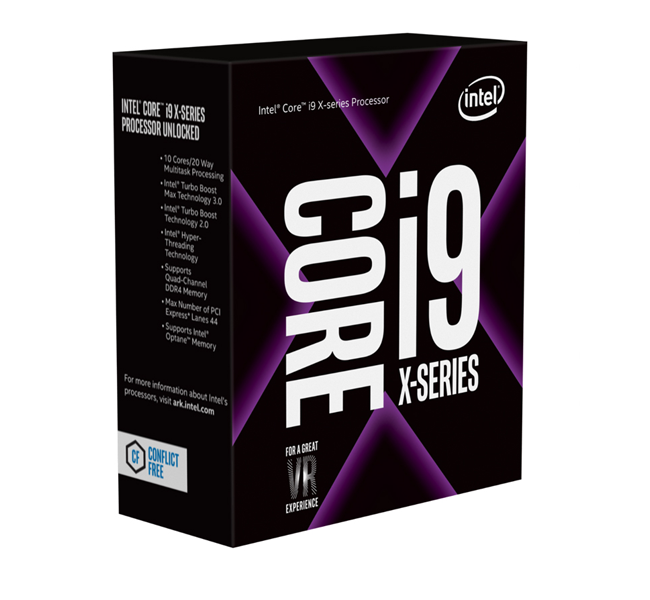 INTEL® CORE™ i9 X-SERIES
PROCESSOR UNLOCKED
• 10 Cores/20 Way
Multitask Processing
• Intel® Turbo Boost
Max Technology 3.0
• Intel® Turbo Boost
Technology 2.0
• Intel® Hyper-
Threading
Technology
• Supports
Quad-Channel
DDR4 Memory
• Max Number of PCI
Express® Lanes 44
• Supports Intel®
Optane™ Memory
For more information about Intel's
processors, visit ark.intel.com
CF
CONFLICT
FREE
Intel® Core™ i9 X-series Processor
intel
CORE
i9
X-SERIES
FOR A GREAT
VR
EXPERIENCE